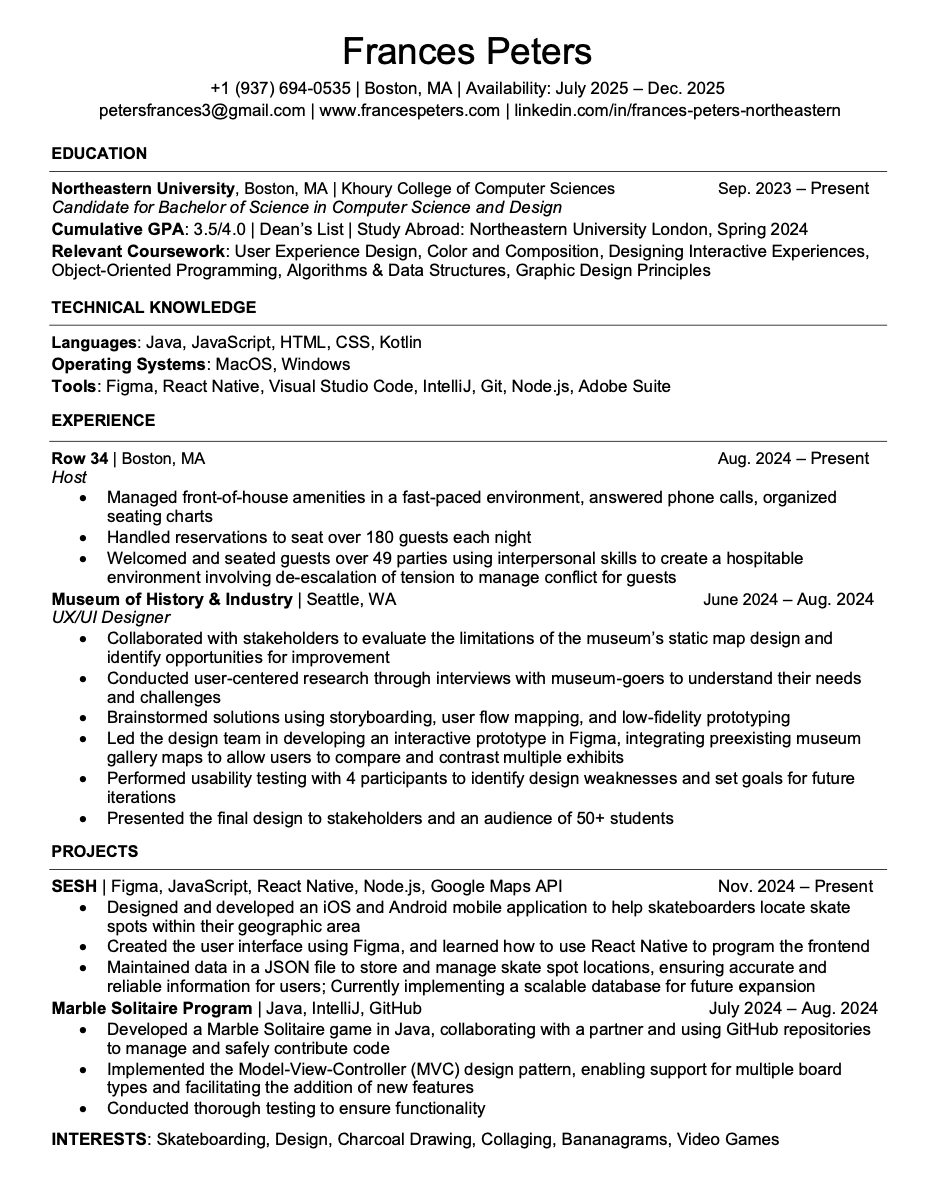 Frances Peters
+1 (937) 694-0535 | Boston, MA | Availability: July 2025 – Dec. 2025
petersfrances3@gmail.com | www.francespeters.com | linkedin.com/in/frances-peters-northeastern
EDUCATION
Northeastern University, Boston, MA | Khoury College of Computer Sciences Sep. 2023 – Present
Candidate for Bachelor of Science in Computer Science and Design
Cumulative GPA: 3.5/4.0 | Dean’s List | Study Abroad: Northeastern University London, Spring 2024
Relevant Coursework: User Experience Design, Color and Composition, Designing Interactive Experiences,
Object-Oriented Programming, Algorithms & Data Structures, Graphic Design Principles
TECHNICAL KNOWLEDGE
Languages: Java, JavaScript, HTML, CSS, Kotlin
Operating Systems: MacOS, Windows
Tools: Figma, React Native, Visual Studio Code, IntelliJ, Git, Node.js, Adobe Suite
EXPERIENCE
Row 34 | Boston, MA Aug. 2024 – Present
Host
• Managed front-of-house amenities in a fast-paced environment, answered phone calls, organized
seating charts
• Handled reservations to seat over 180 guests each night
• Welcomed and seated guests over 49 parties using interpersonal skills to create a hospitable
environment involving de-escalation of tension to manage conflict for guests
Museum of History & Industry | Seattle, WA June 2024 – Aug. 2024
UX/UI Designer
• Collaborated with stakeholders to evaluate the limitations of the museum’s static map design and
identify opportunities for improvement
• Conducted user-centered research through interviews with museum-goers to understand their needs
and challenges
• Brainstormed solutions using storyboarding, user flow mapping, and low-fidelity prototyping
• Led the design team in developing an interactive prototype in Figma, integrating preexisting museum
gallery maps to allow users to compare and contrast multiple exhibits
• Performed usability testing with 4 participants to identify design weaknesses and set goals for future
iterations
• Presented the final design to stakeholders and an audience of 50+ students
PROJECTS
SESH | Figma, JavaScript, React Native, Node.js, Google Maps API Nov. 2024 – Present
• Designed and developed an iOS and Android mobile application to help skateboarders locate skate
spots within their geographic area
• Created the user interface using Figma, and learned how to use React Native to program the frontend
• Maintained data in a JSON file to store and manage skate spot locations, ensuring accurate and
reliable information for users; Currently implementing a scalable database for future expansion
Marble Solitaire Program | Java, IntelliJ, GitHub July 2024 – Aug. 2024
• Developed a Marble Solitaire game in Java, collaborating with a partner and using GitHub repositories
to manage and safely contribute code
• Implemented the Model-View-Controller (MVC) design pattern, enabling support for multiple board
types and facilitating the addition of new features
• Conducted thorough testing to ensure functionality
INTERESTS: Skateboarding, Design, Charcoal Drawing, Collaging, Bananagrams, Video Games